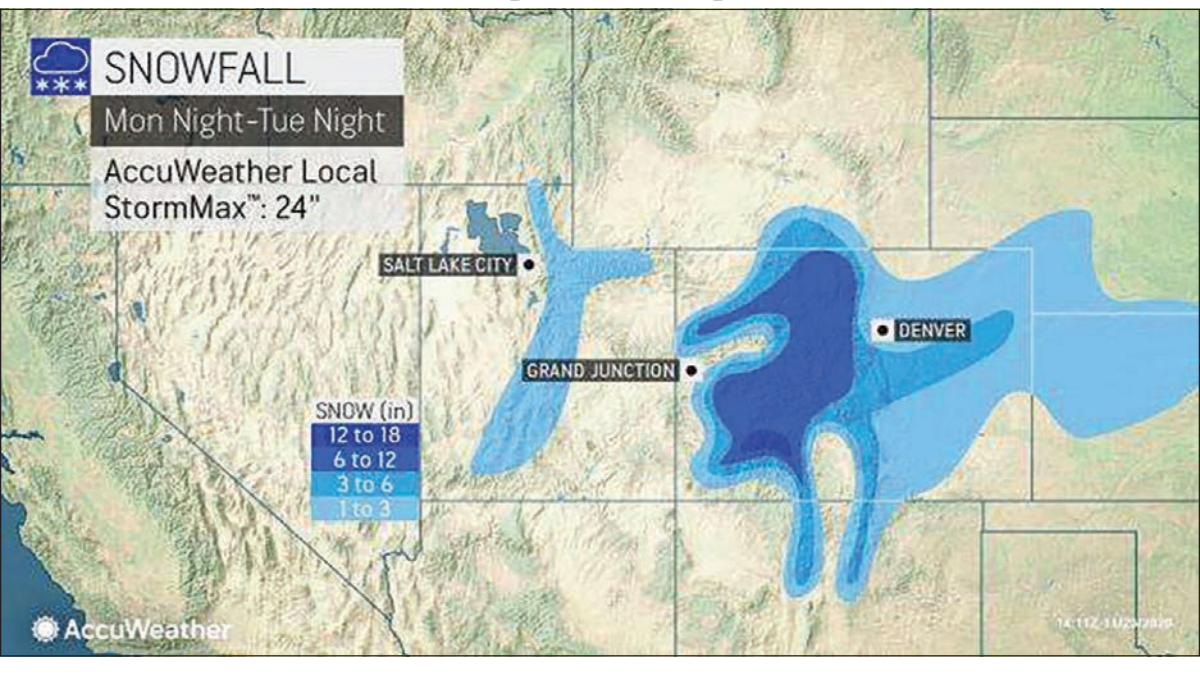 SNOWFALL
Mon Night-Tue Night
AccuWeather Local
StormMax™: 24"
SALT LAKE CITY
DENVER
GRAND JUNCTION
SNOW (in)
12 to 18
6 to 12
3 to 6
1 to 3
AccuWeather